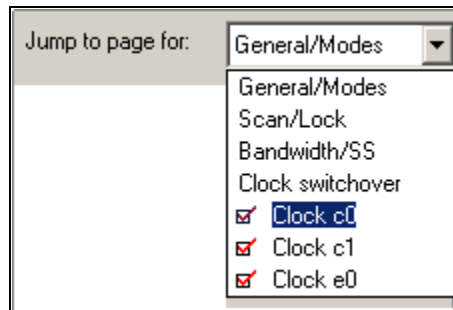 Jump to page for: General/Modes
General/Modes
Scan/Lock
Bandwidth/SS
Clock switchover
Clock c0
Clock c1
Clock e0